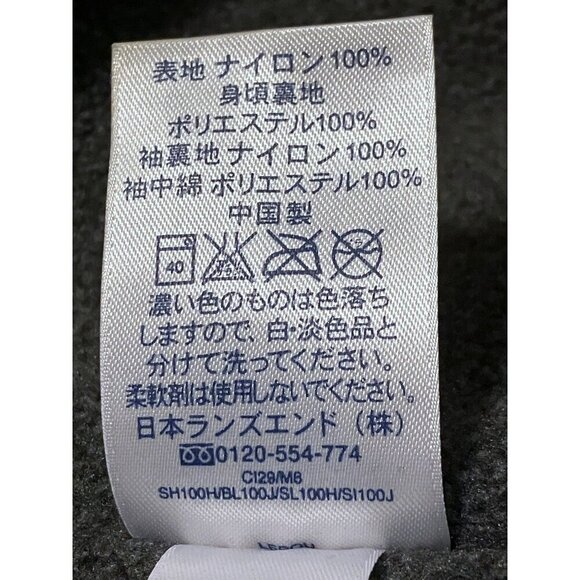 表地 ナイロン100%
身頃裏地
ポリエステル100%
袖裏地 ナイロン100%
袖中綿 ポリエステル100%
中国製
40
濃い色のものは色落ち
しますので、白・淡色品と
分けて洗ってください。
柔軟剤は使用しないでください。
日本ランズエンド（株）
0120-554-774
CI29/M8
SH100H/BL100J/SL100H/SI100J